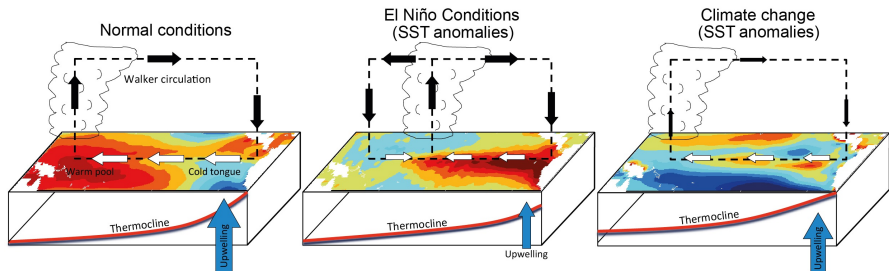 Normal conditions
Walker circulation
Warm pool
Cold tongue
Thermocline
Upwelling
El Niño Conditions
(SST anomalies)
Thermocline
Upwelling
Climate change
(SST anomalies)
Thermocline
Upwelling